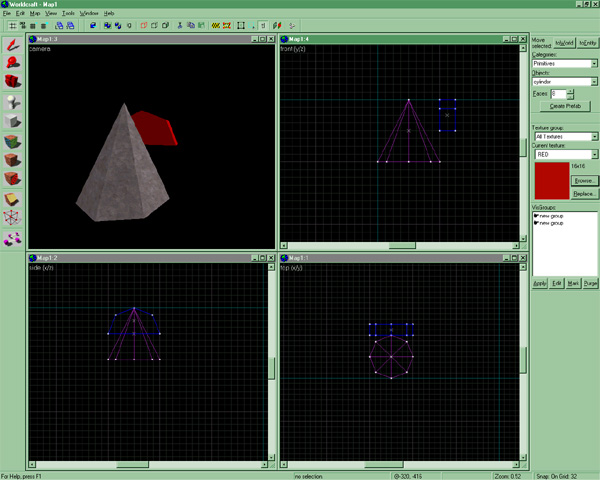 Worldcraft - Map1
File Edit Map View Tools Window Help
Map1:3
camera
Map1:4
front (y/z)
Map1:2
side (x/z)
Map1:1
top (x/y)
Move
selected:
toWorld
toEntity
Categories:
Primitives
Objects:
cylinder
Faces
8
Create Prefab
Texture group:
All Textures
Current texture:
RED
16x16
Browse...
Replace...
VisGroups:
new group
new group
Apply Edit Mark Purge
For Help, press F1
no selection.
@-320, -416
Zoom: 0.52
Snap: On Grid: 32